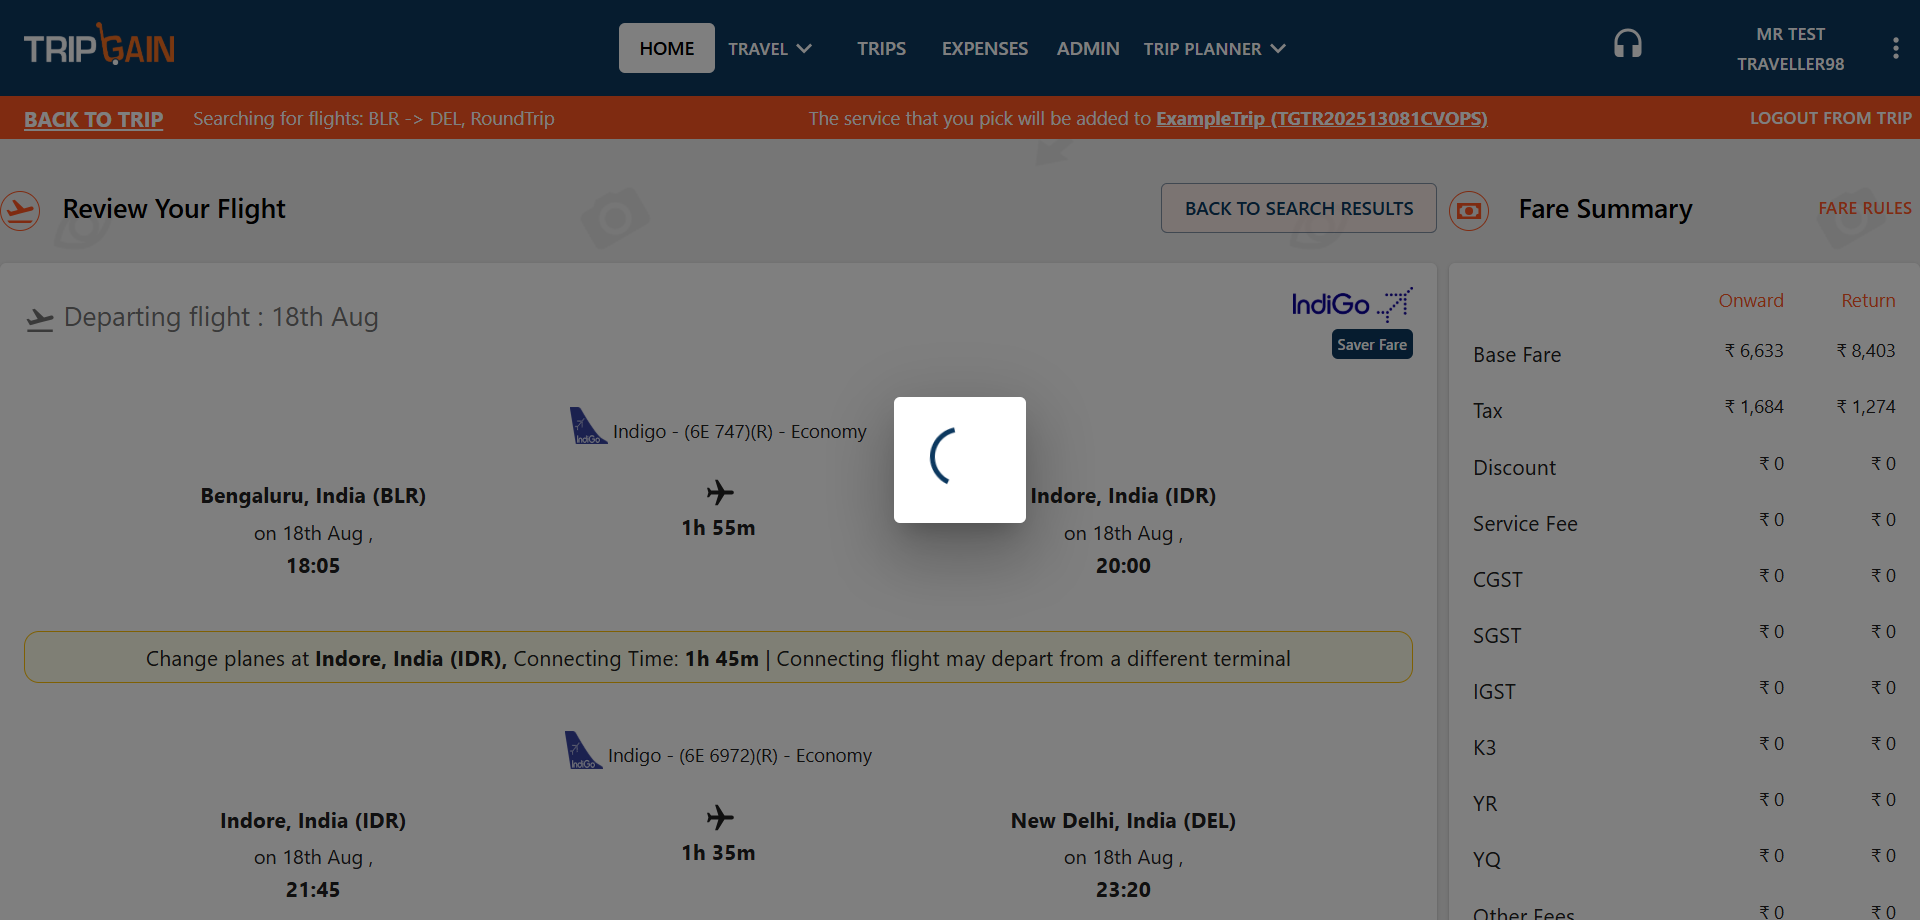 TRIPGAIN
HOME
TRAVEL
TRIPS
EXPENSES
ADMIN
TRIP PLANNER
MR TEST
TRAVELLER98
BACK TO TRIP
Searching for flights: BLR -> DEL, RoundTrip
The service that you pick will be added to ExampleTrip (TGTR202513081CVOPS)
LOGOUT FROM TRIP
Review Your Flight
BACK TO SEARCH RESULTS
Departing flight : 18th Aug
IndiGo
Saver Fare
IndiGo
Indigo - (6E 747)(R) - Economy
Bengaluru, India (BLR)
on 18th Aug ,
18:05
1h 55m
Indore, India (IDR)
on 18th Aug ,
20:00
Change planes at Indore, India (IDR), Connecting Time: 1h 45m | Connecting flight may depart from a different terminal
IndiGo
Indigo - (6E 6972)(R) - Economy
Indore, India (IDR)
on 18th Aug ,
21:45
1h 35m
New Delhi, India (DEL)
on 18th Aug ,
23:20
Fare Summary
FARE RULES
Onward Return
Base Fare ₹ 6,633 ₹ 8,403
Tax ₹ 1,684 ₹ 1,274
Discount ₹ 0 ₹ 0
Service Fee ₹ 0 ₹ 0
CGST ₹ 0 ₹ 0
SGST ₹ 0 ₹ 0
IGST ₹ 0 ₹ 0
K3 ₹ 0 ₹ 0
YR ₹ 0 ₹ 0
YQ ₹ 0 ₹ 0
Other Fees ₹ 0 ₹ 0